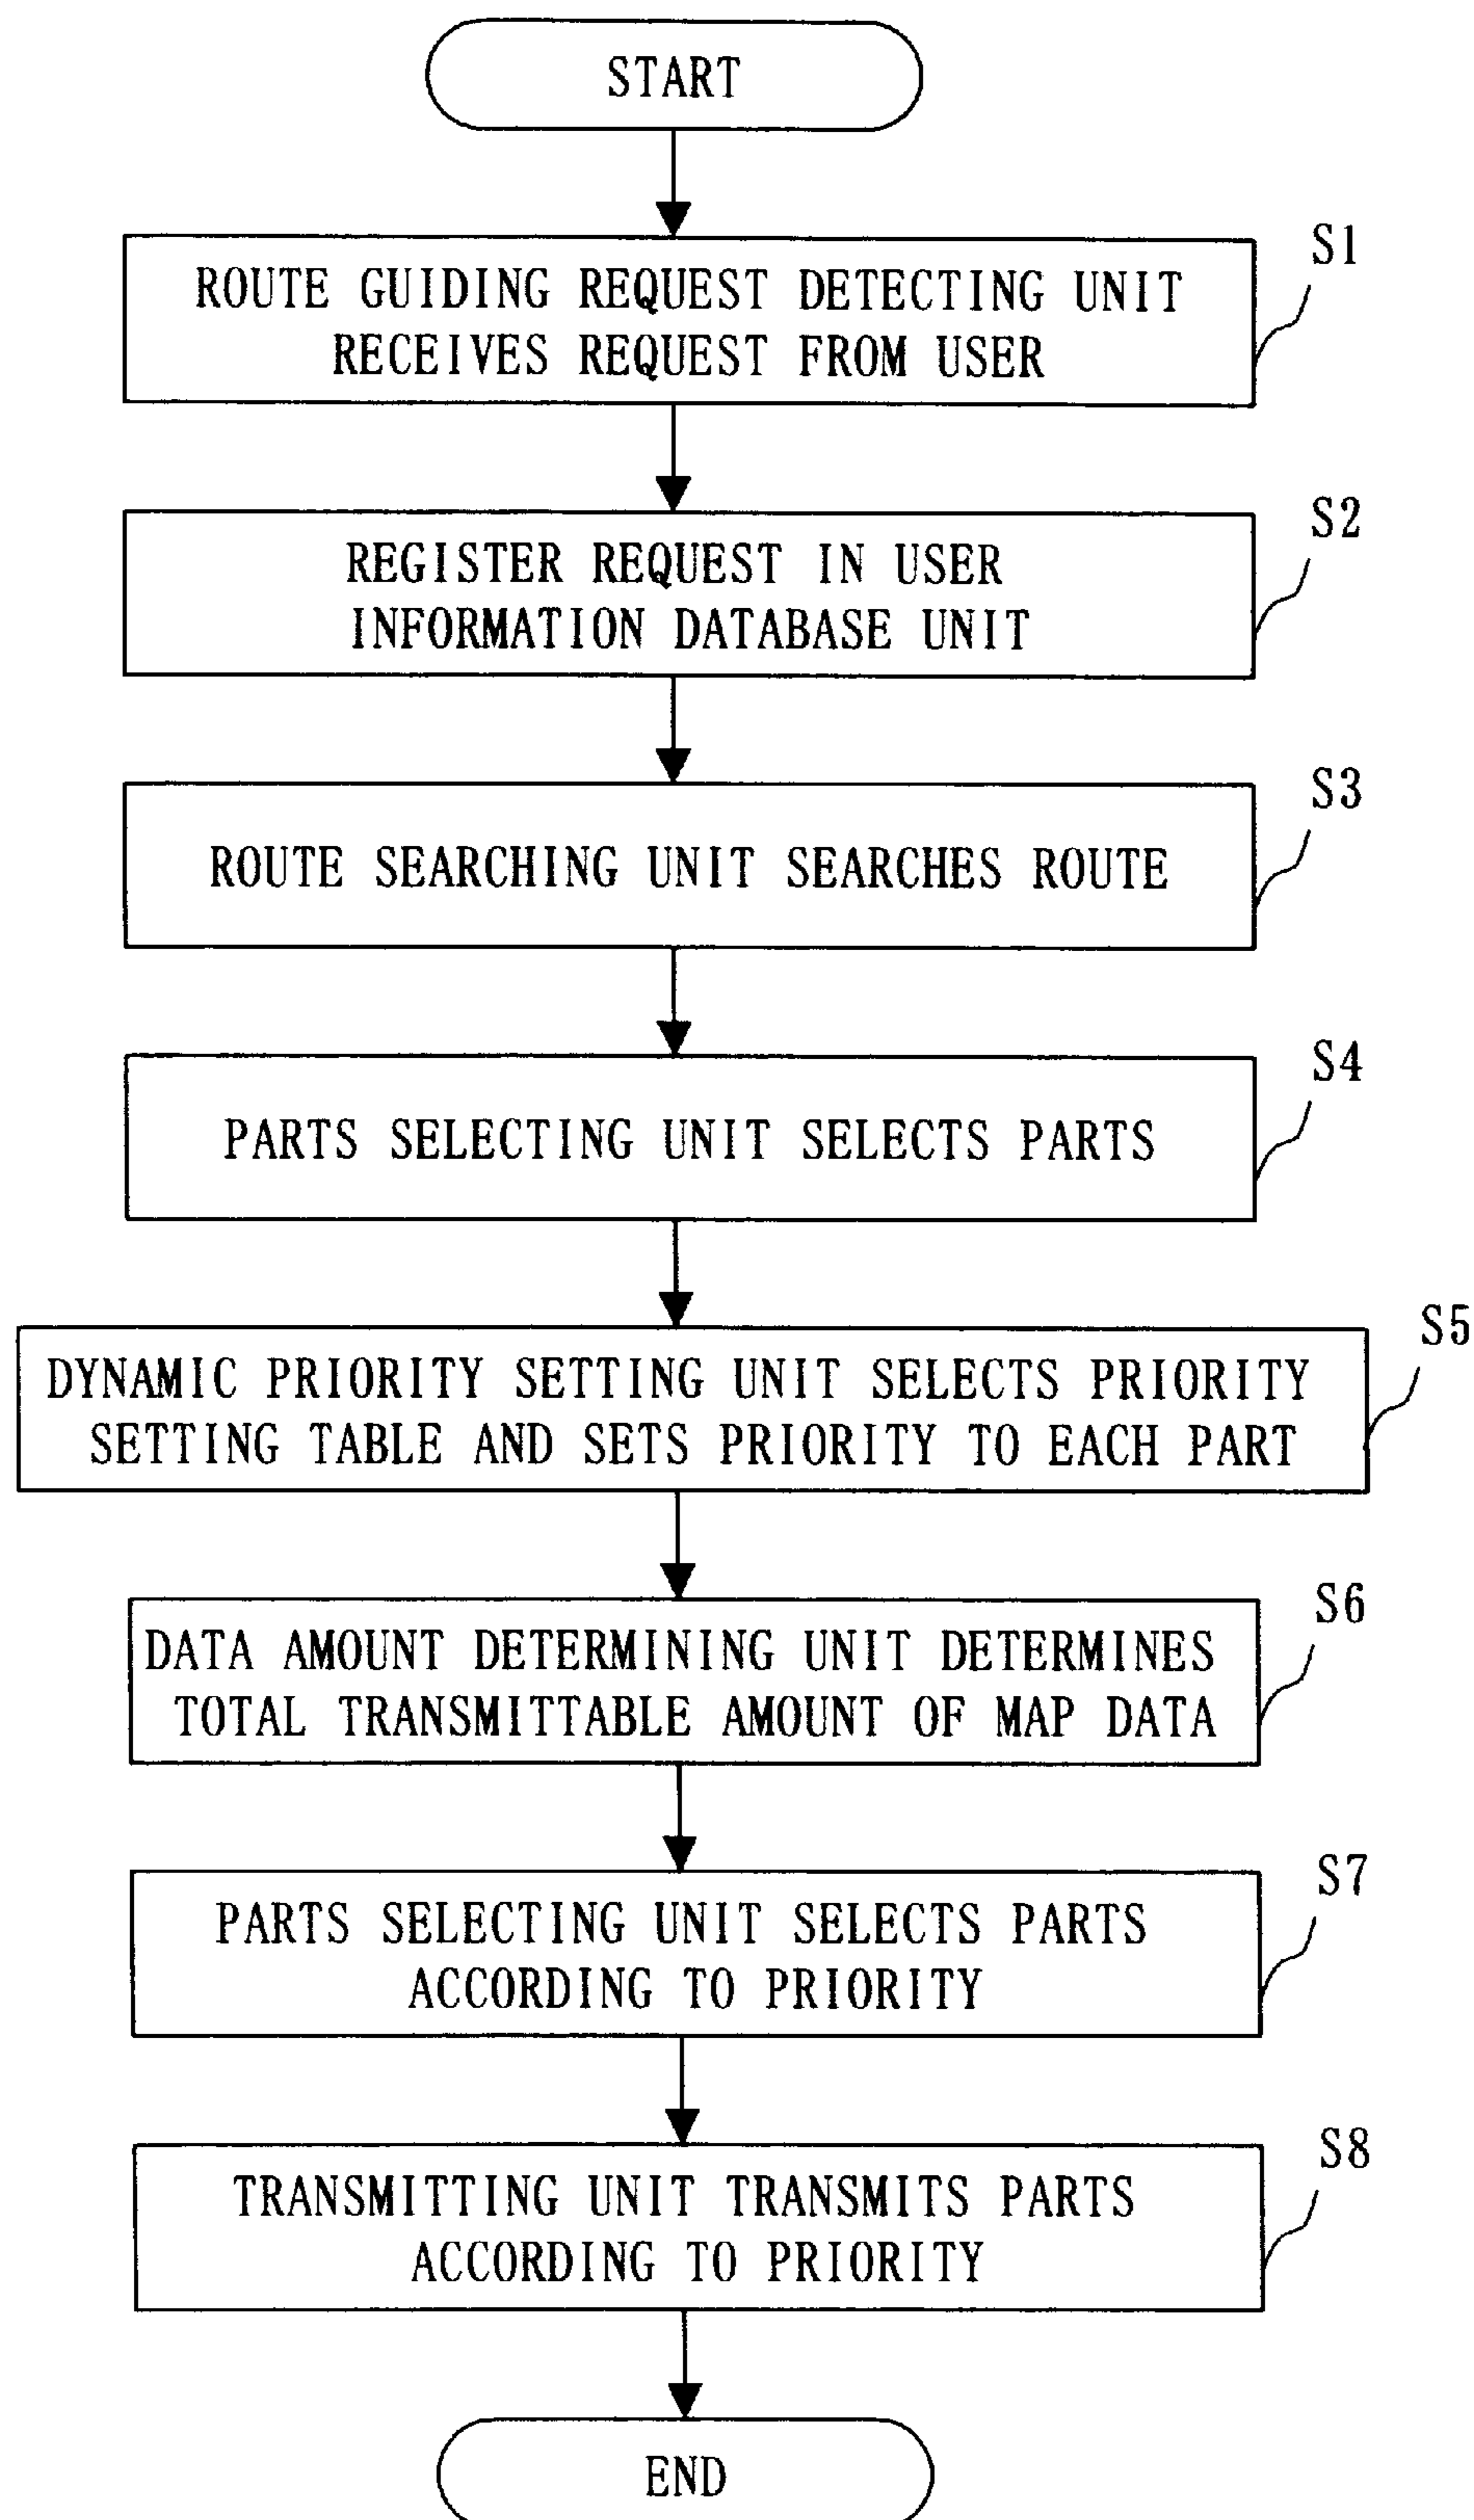 START
S1
ROUTE GUIDING REQUEST DETECTING UNIT
RECEIVES REQUEST FROM USER
S2
REGISTER REQUEST IN USER
INFORMATION DATABASE UNIT
S3
ROUTE SEARCHING UNIT SEARCHES ROUTE
S4
PARTS SELECTING UNIT SELECTS PARTS
S5
DYNAMIC PRIORITY SETTING UNIT SELECTS PRIORITY
SETTING TABLE AND SETS PRIORITY TO EACH PART
S6
DATA AMOUNT DETERMINING UNIT DETERMINES
TOTAL TRANSMITTABLE AMOUNT OF MAP DATA
S7
PARTS SELECTING UNIT SELECTS PARTS
ACCORDING TO PRIORITY
S8
TRANSMITTING UNIT TRANSMITS PARTS
ACCORDING TO PRIORITY
END